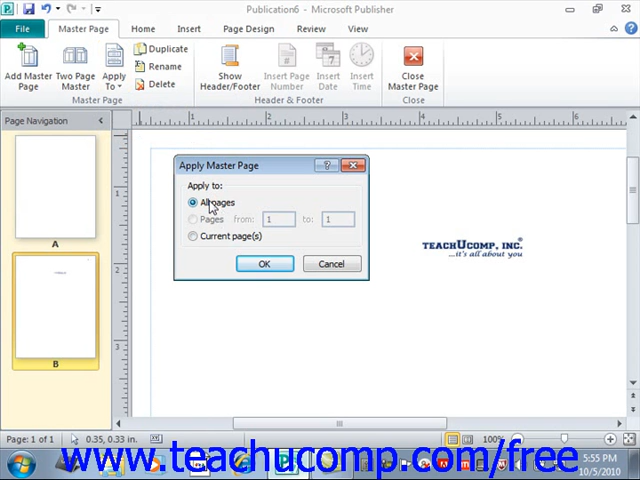 Publication6 - Microsoft Publisher
File
Master Page
Home
Insert
Page Design
Review
View
Add Master Page
Two Page Master
Apply To
Duplicate
Rename
Delete
Show Header/Footer
Insert Page Number
Insert Date
Insert Time
Close Master Page
Master Page
Header & Footer
Close
Page Navigation
A
B
Apply Master Page
Apply to:
All pages
Pages from: 1 to: 1
Current page(s)
OK
Cancel
TEACHUCOMP, INC.
...it's all about you
Page: 1 of 1
0.35, 0.33 in.
100%
www.teachucomp.com/free
5:55 PM
10/5/2010